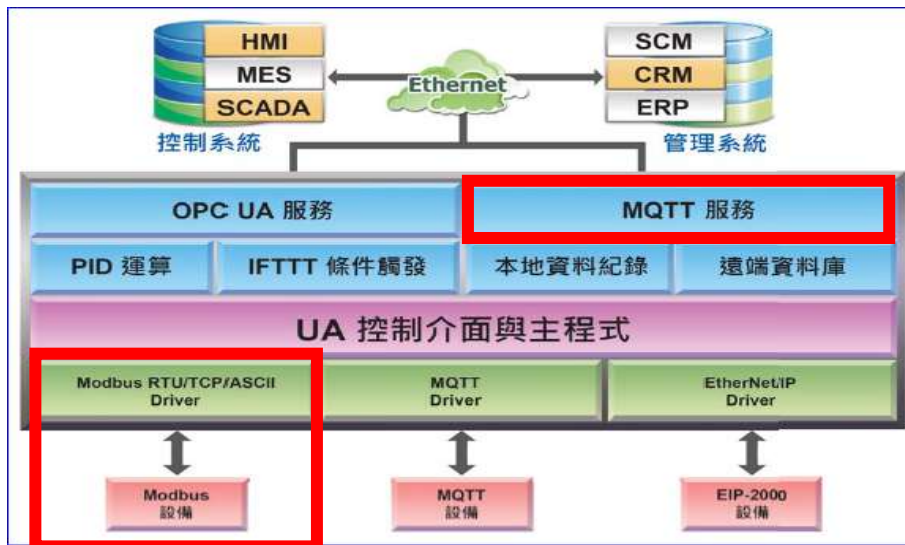 HMI
MES
SCADA
控制系統
Ethernet
SCM
CRM
ERP
管理系統
OPC UA 服務
MQTT 服務
PID 運算
IFTTT 條件觸發
本地資料紀錄
遠端資料庫
UA 控制介面與主程式
Modbus RTU/TCP/ASCII
Driver
MQTT
Driver
EtherNet/IP
Driver
Modbus
設備
MQTT
設備
EIP-2000
設備